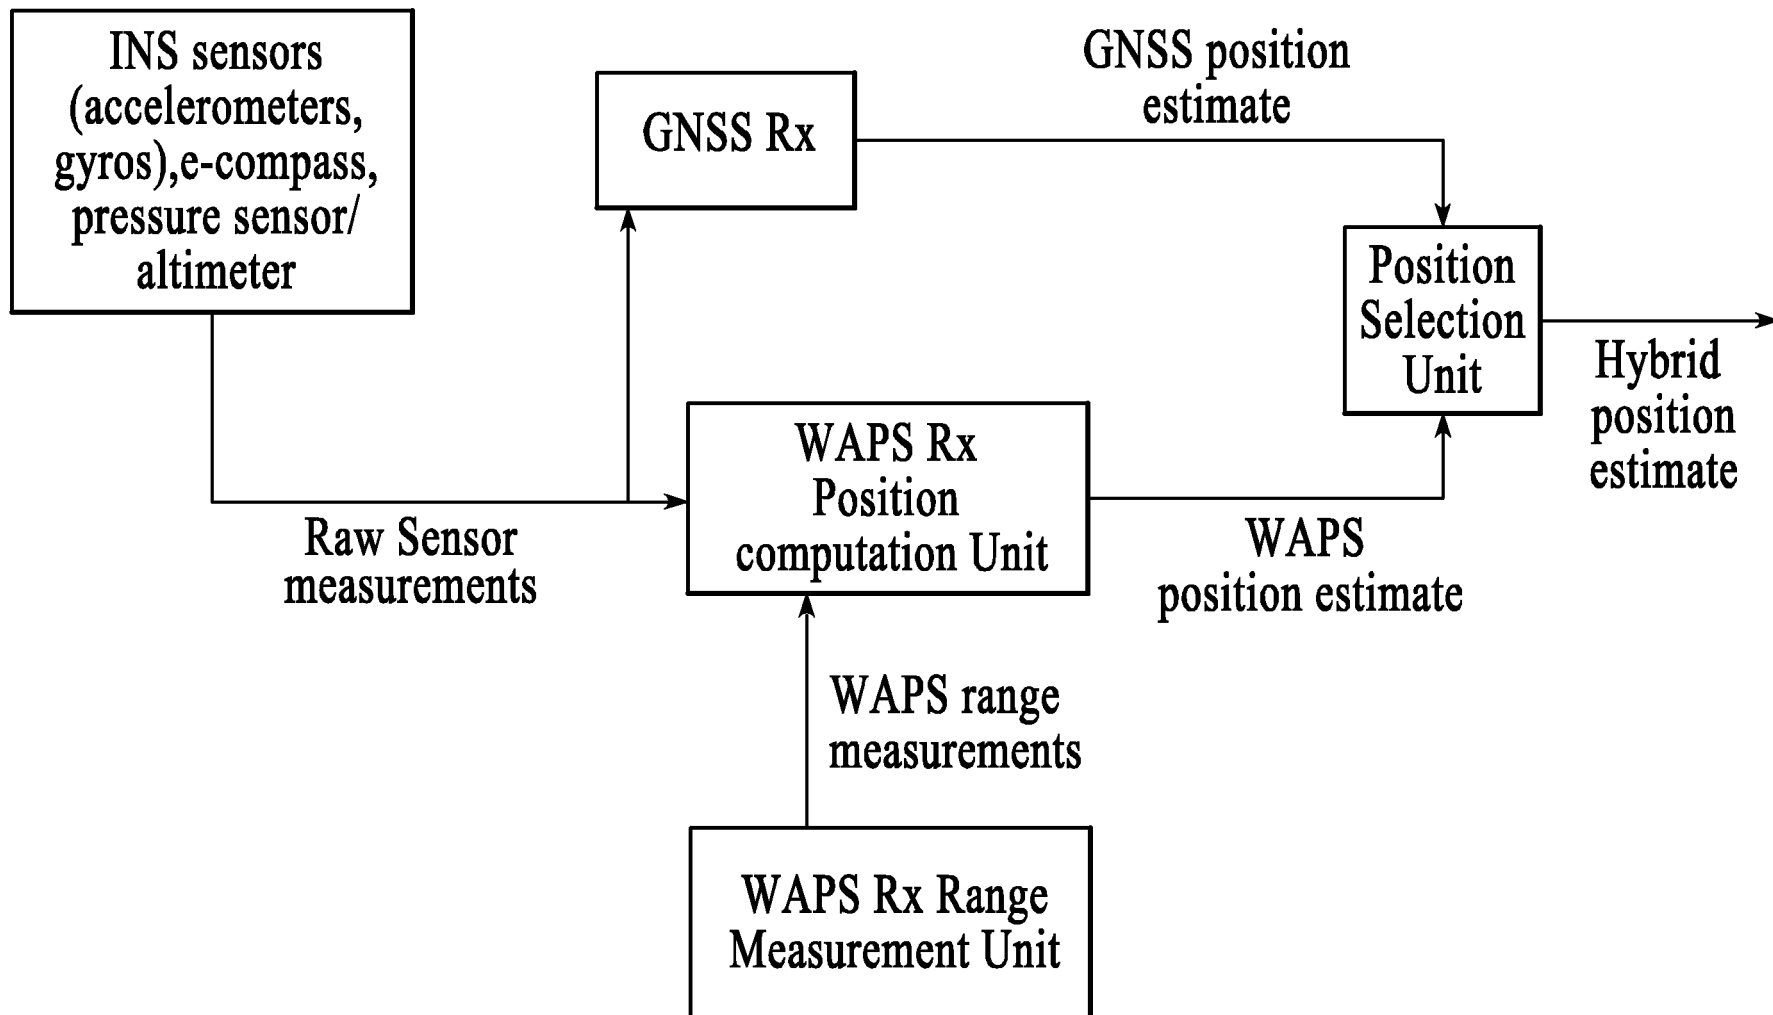 INS sensors
(accelerometers,
gyros),e-compass,
pressure sensor/
altimeter
GNSS Rx
GNSS position
estimate
Position
Selection
Unit
Hybrid
position
estimate
WAPS Rx
Position
computation Unit
Raw Sensor
measurements
WAPS
position estimate
WAPS range
measurements
WAPS Rx Range
Measurement Unit